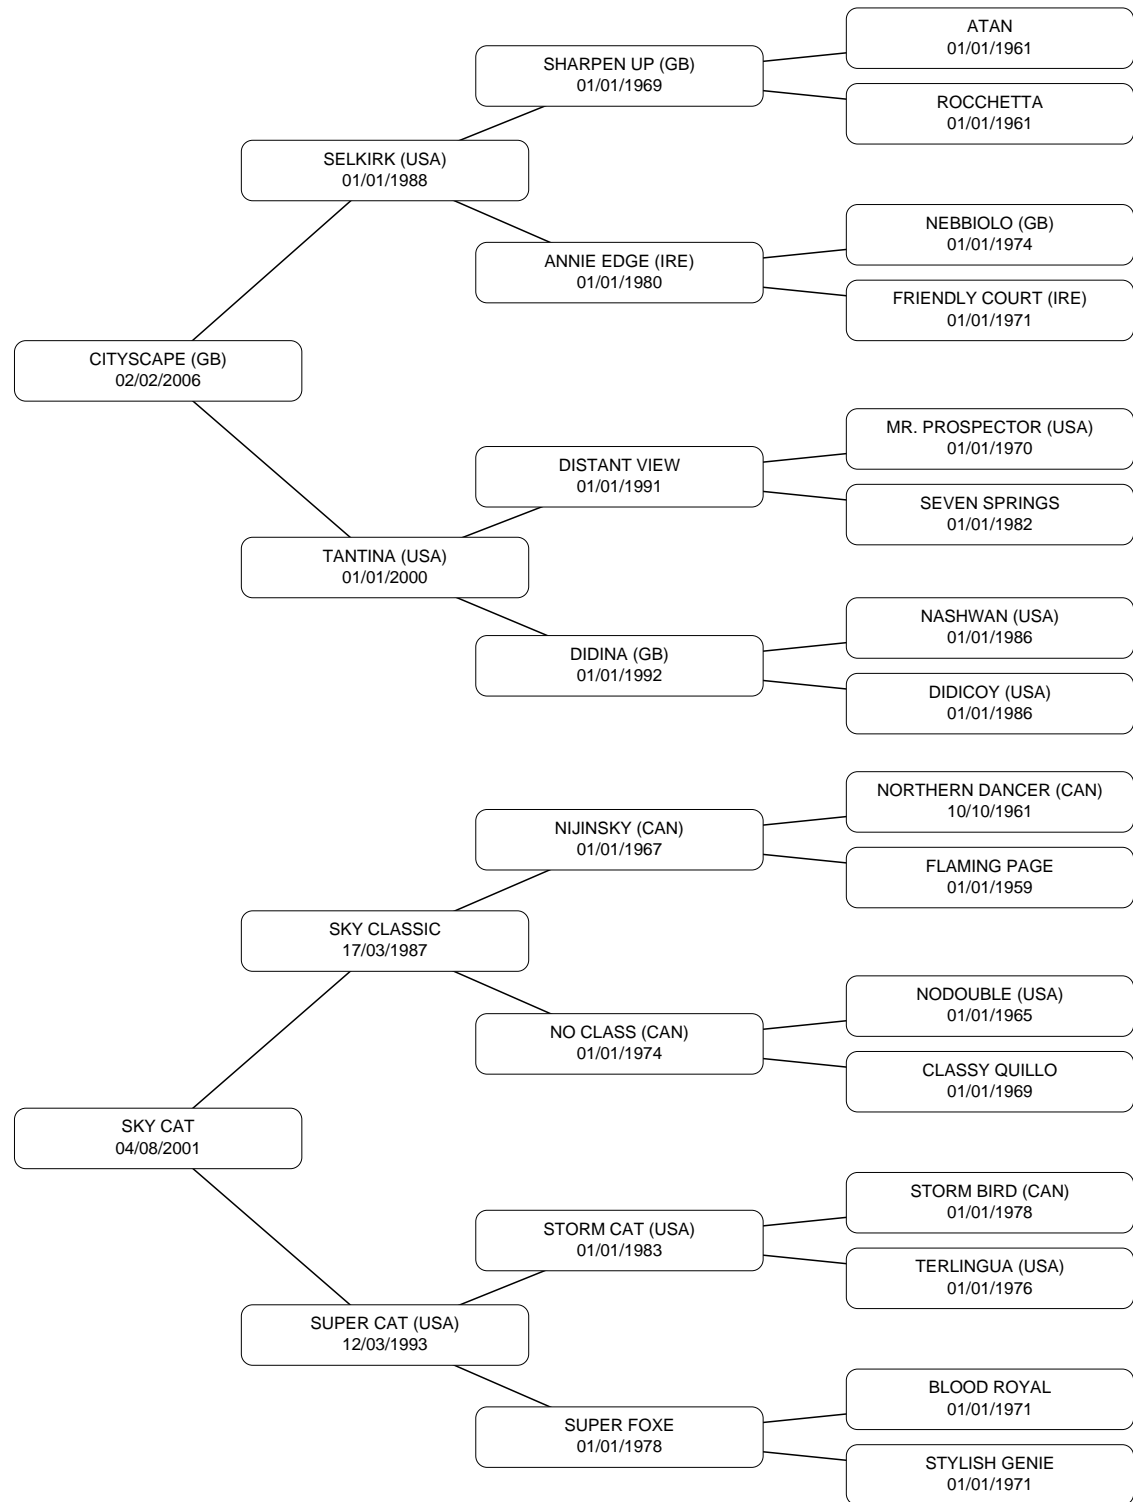 ATAN
01/01/1961
SHARPEN UP (GB)
01/01/1969
ROCCHETTA
01/01/1961
SELKIRK (USA)
01/01/1988
NEBBIOLO (GB)
01/01/1974
ANNIE EDGE (IRE)
01/01/1980
FRIENDLY COURT (IRE)
01/01/1971
CITYSCAPE (GB)
02/02/2006
MR. PROSPECTOR (USA)
01/01/1970
DISTANT VIEW
01/01/1991
SEVEN SPRINGS
01/01/1982
TANTINA (USA)
01/01/2000
NASHWAN (USA)
01/01/1986
DIDINA (GB)
01/01/1992
DIDICOY (USA)
01/01/1986
NORTHERN DANCER (CAN)
10/10/1961
NIJINSKY (CAN)
01/01/1967
FLAMING PAGE
01/01/1959
SKY CLASSIC
17/03/1987
NODOUBLE (USA)
01/01/1965
NO CLASS (CAN)
01/01/1974
CLASSY QUILLO
01/01/1969
SKY CAT
04/08/2001
STORM BIRD (CAN)
01/01/1978
STORM CAT (USA)
01/01/1983
TERLINGUA (USA)
01/01/1976
SUPER CAT (USA)
12/03/1993
BLOOD ROYAL
01/01/1971
SUPER FOXE
01/01/1978
STYLISH GENIE
01/01/1971